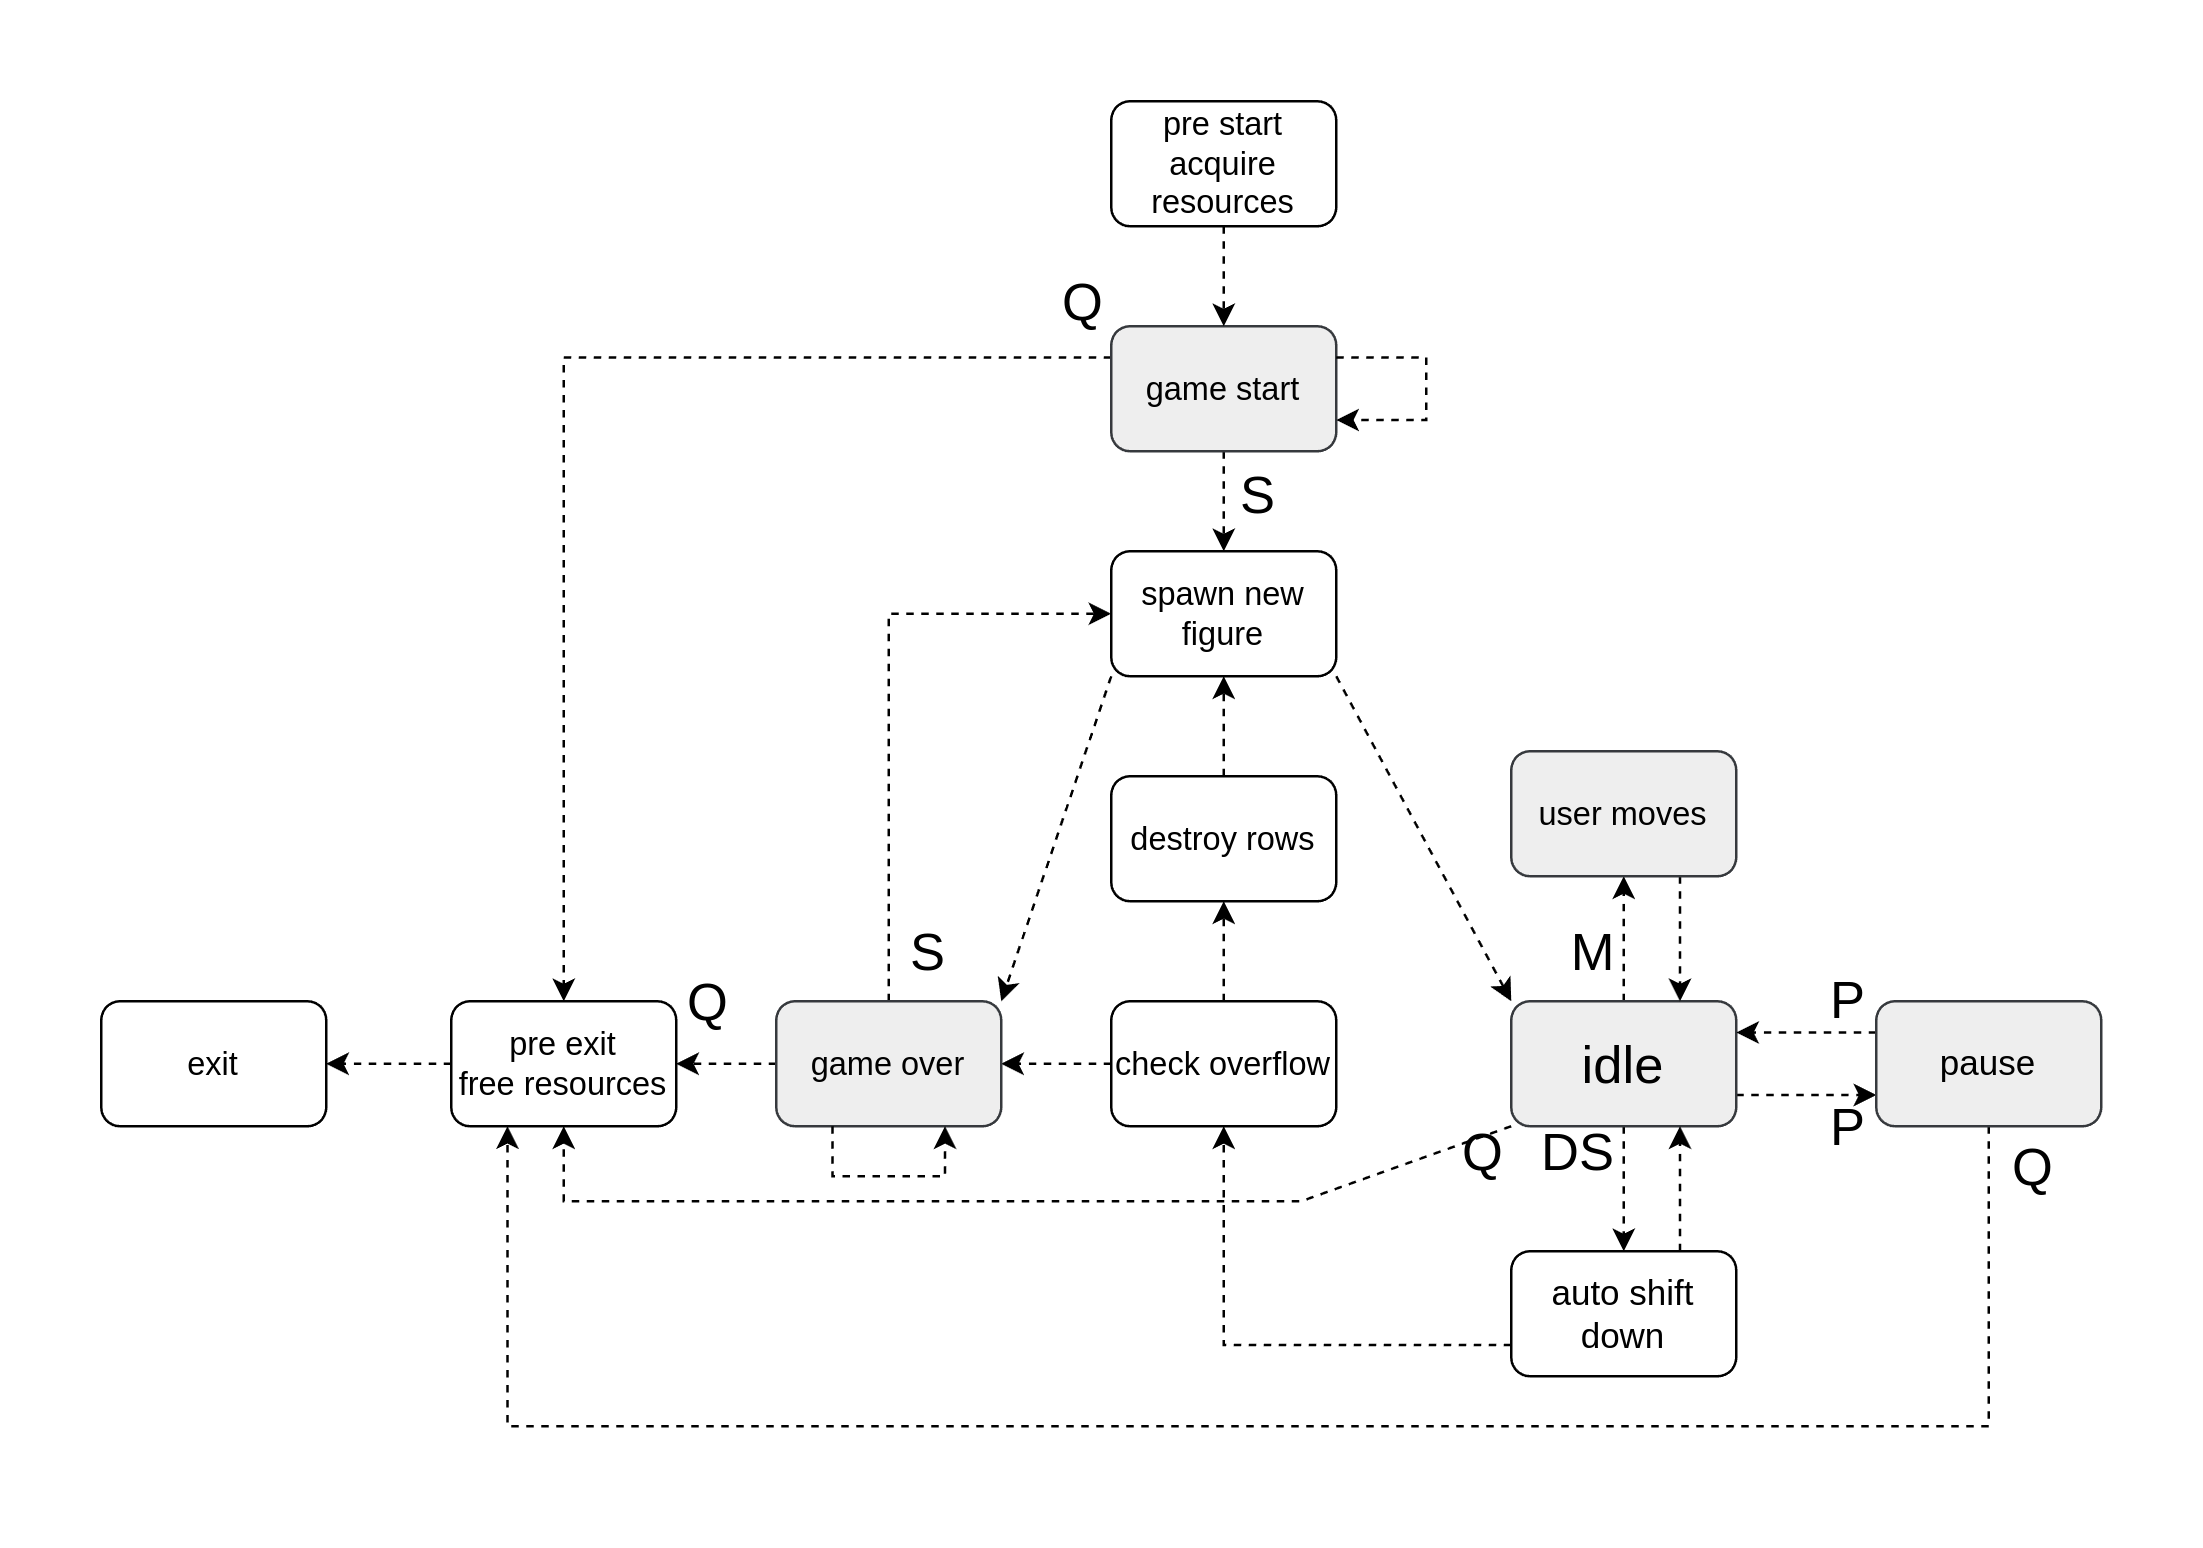 pre start
acquire
resources
Q
game start
S
spawn new
figure
destroy rows
user moves
S
M
Q
P
exit
pre exit
free resources
game over
check overflow
idle
pause
P
Q
DS
Q
auto shift
down